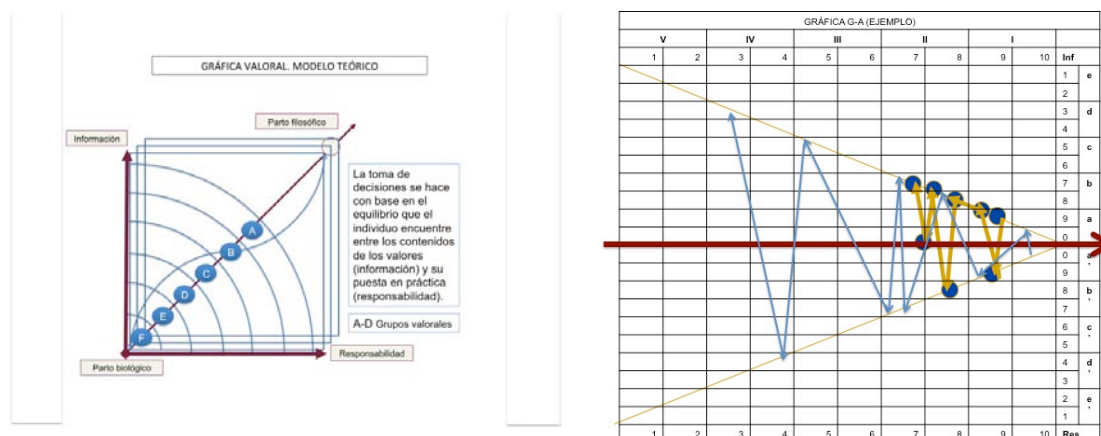 GRÁFICA VALORAL. MODELO TEÓRICO
Parto filosófico
Información
La toma de
decisiones se hace
con base en el
equilibrio que el
individuo encuentre
entre los contenidos
de los valores
(información) y su
puesta en práctica
(responsabilidad).
A-D Grupos valorales
A
B
C
D
E
F
Responsabilidad
Parto biológico
GRÁFICA G-A (EJEMPLO)
V IV III II I
1 2 3 4 5 6 7 8 9 10 Inf
1 e
2
3 d
4
5 c
6
7 b
8
9 a
0
0 a'
9
8 b'
7
6 c'
5
4 d'
3
2 e'
1
1 2 3 4 5 6 7 8 9 10 Res